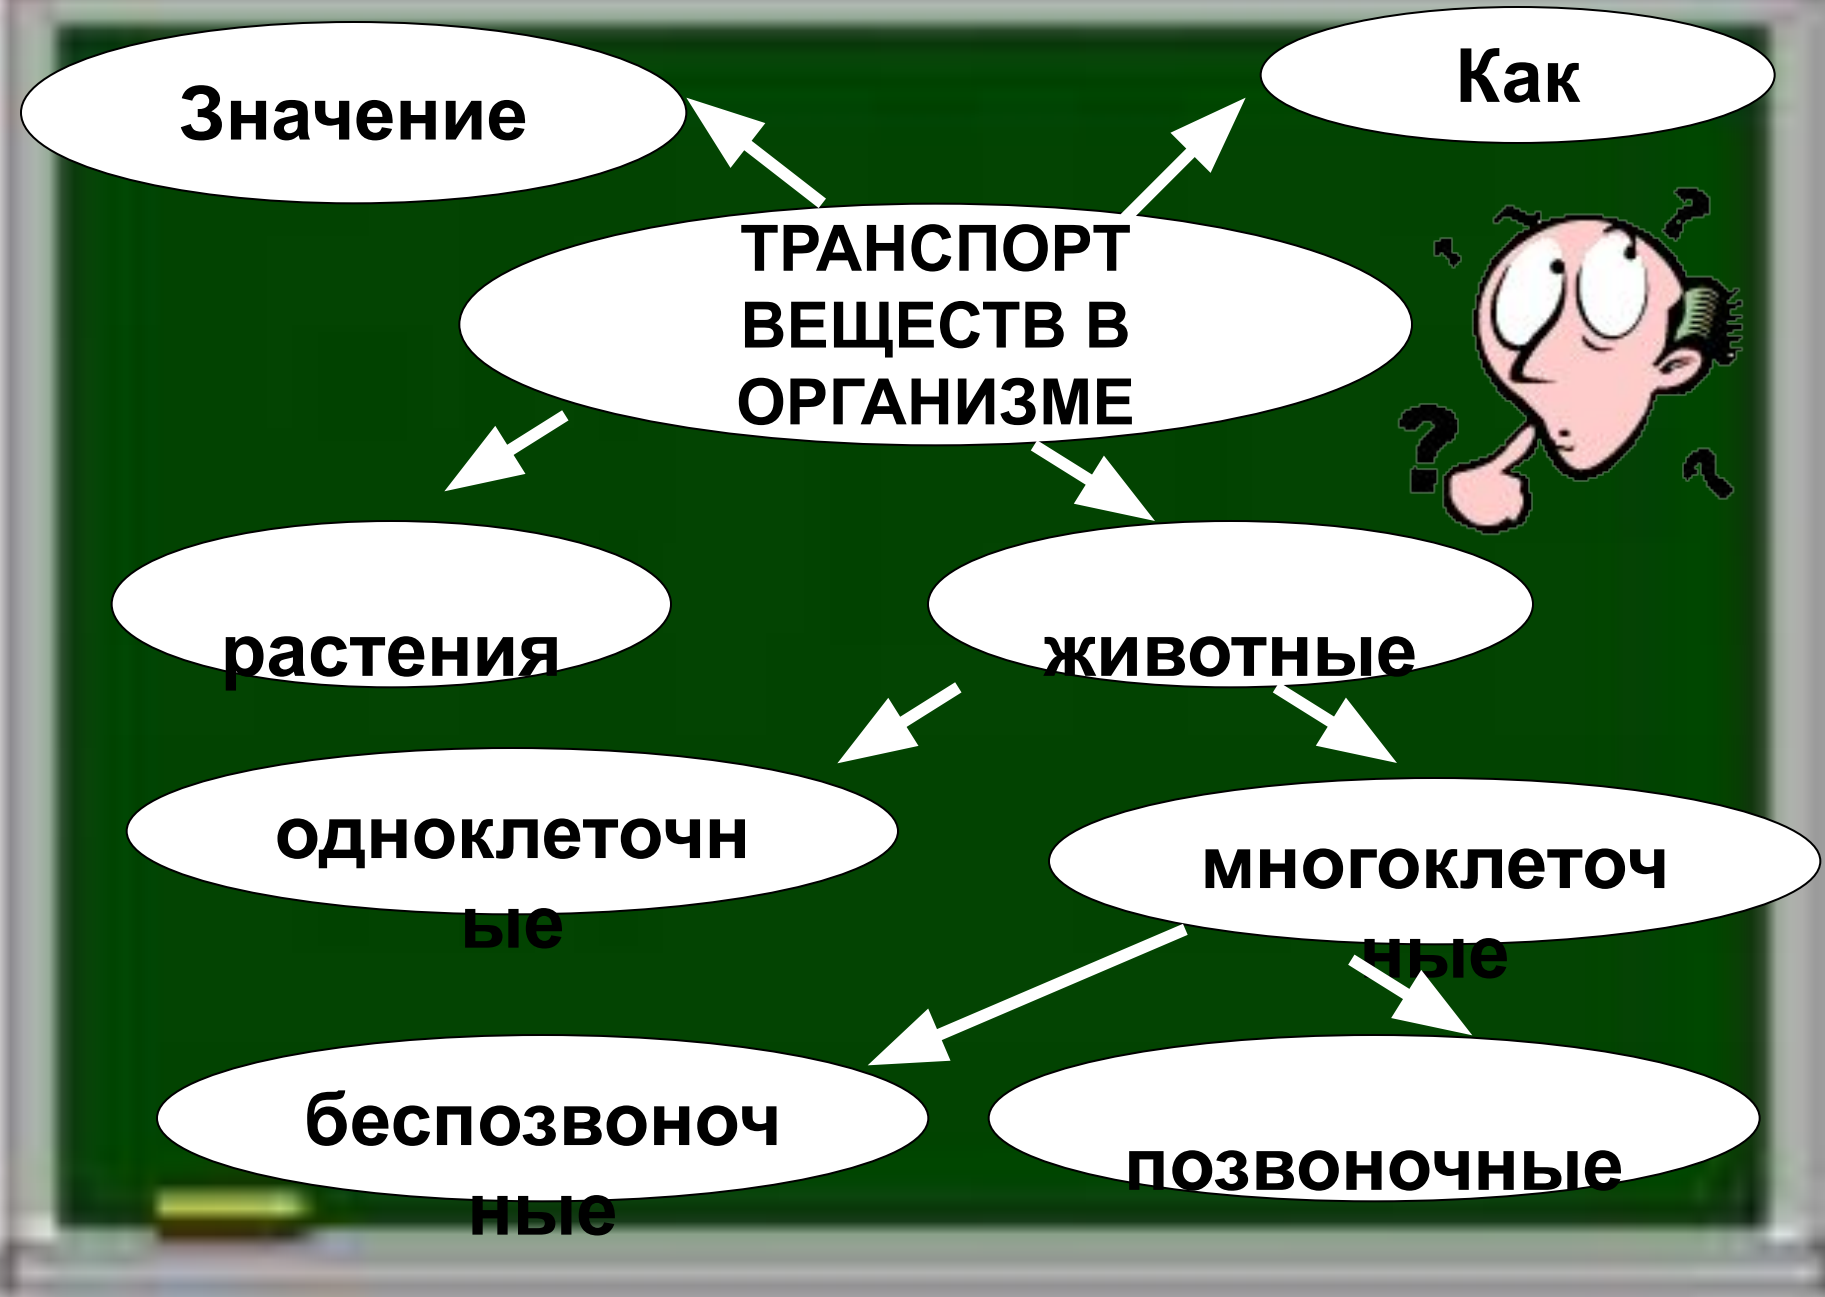 Значение
Как
ТРАНСПОРТ
ВЕЩЕСТВ В
ОРГАНИЗМЕ
растения
животные
одноклеточн
ые
многоклеточ
ные
беспозвоноч
ные
позвоночные